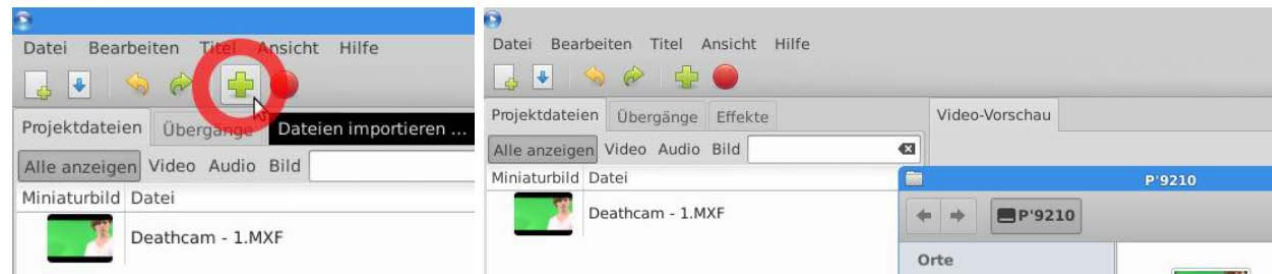 Datei Bearbeiten Titel Ansicht Hilfe
Projektdateien Übergänge Dateien importieren ...
Alle anzeigen Video Audio Bild
Miniaturbild Datei
Deathcam - 1.MXF
Datei Bearbeiten Titel Ansicht Hilfe
Projektdateien Übergänge Effekte
Alle anzeigen Video Audio Bild
Miniaturbild Datei
Deathcam - 1.MXF
Video-Vorschau
P'9210
P'9210
Orte